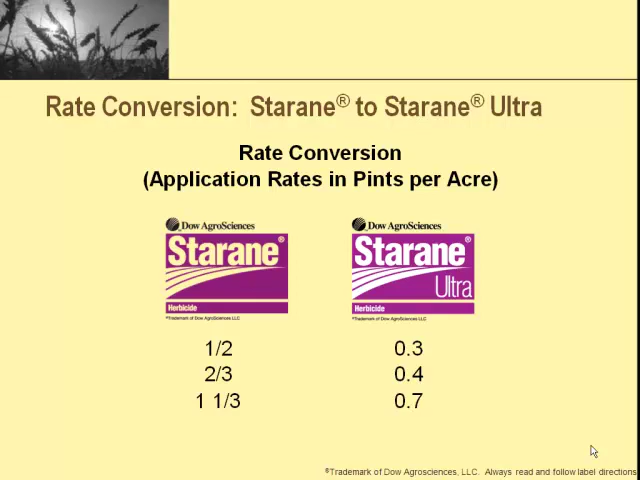 Rate Conversion: Starane® to Starane® Ultra
Rate Conversion
(Application Rates in Pints per Acre)
Dow AgroSciences
Starane®
Herbicide
®Trademark of Dow AgroSciences LLC
Dow AgroSciences
Starane®
Ultra
Herbicide
®Trademark of Dow AgroSciences LLC
1/2 0.3
2/3 0.4
1 1/3 0.7
®Trademark of Dow Agrosciences, LLC. Always read and follow label directions